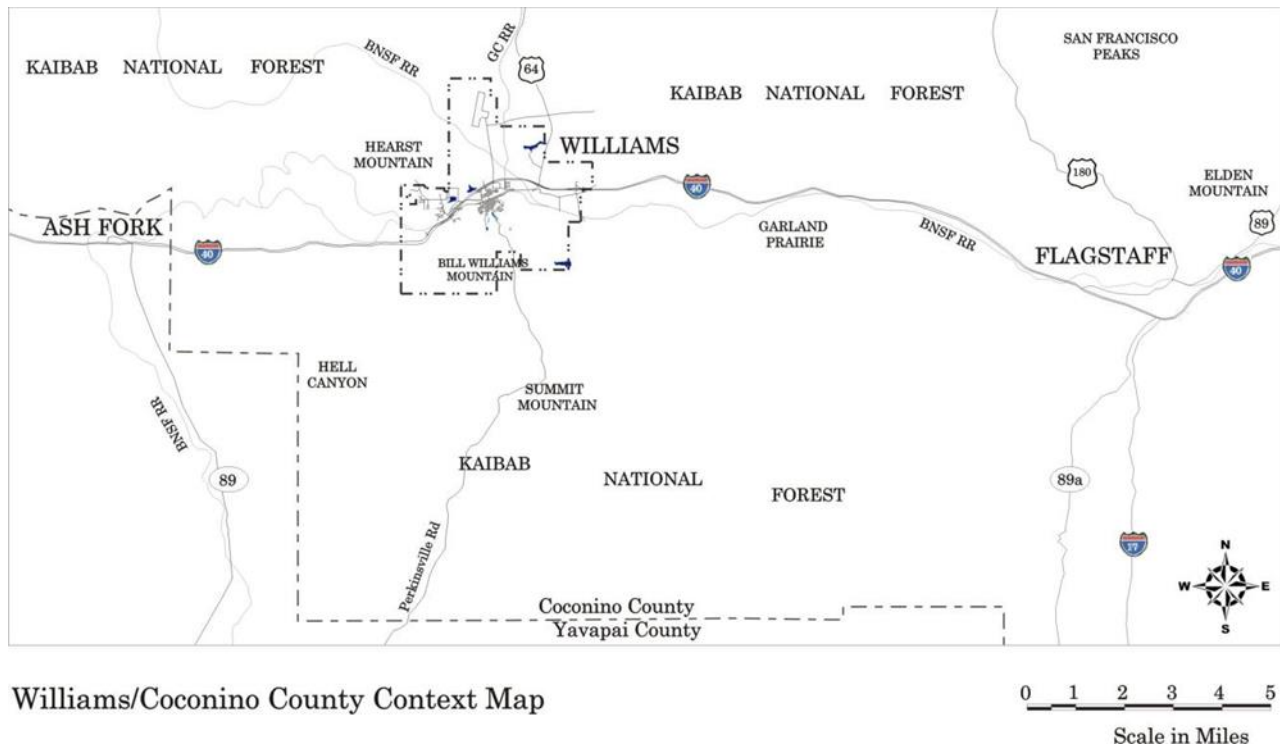 SAN FRANCISCO
PEAKS
BNSF RR
GC RR
64
KAIBAB NATIONAL FOREST
KAIBAB NATIONAL FOREST
HEARST
MOUNTAIN
WILLIAMS
180
ELDEN
MOUNTAIN
40
89
ASH FORK
GARLAND
PRAIRIE
BNSF RR
40
FLAGSTAFF
40
BILL WILLIAMS
MOUNTAIN
HELL
CANYON
SUMMIT
MOUNTAIN
BNSF RR
KAIBAB
NATIONAL
FOREST
89
89a
17
Perkinsville Rd
N
W E
S
Coconino County
Yavapai County
Williams/Coconino County Context Map
0 1 2 3 4 5
Scale in Miles